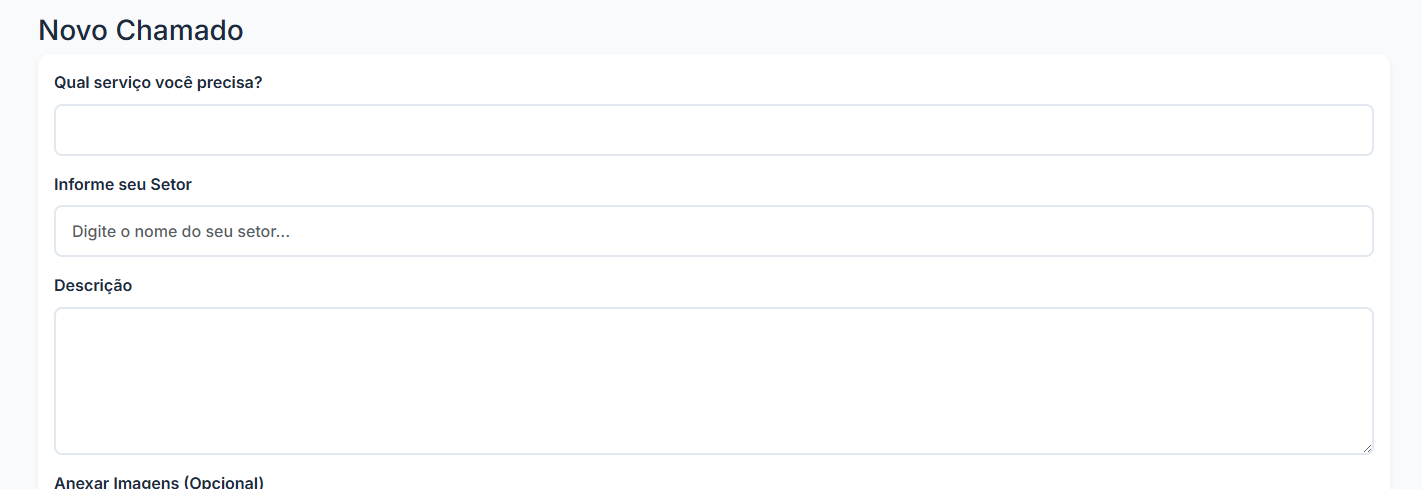 Novo Chamado
Qual serviço você precisa?
Informe seu Setor
Digite o nome do seu setor...
Descrição
Anexar Imagens (Opcional)